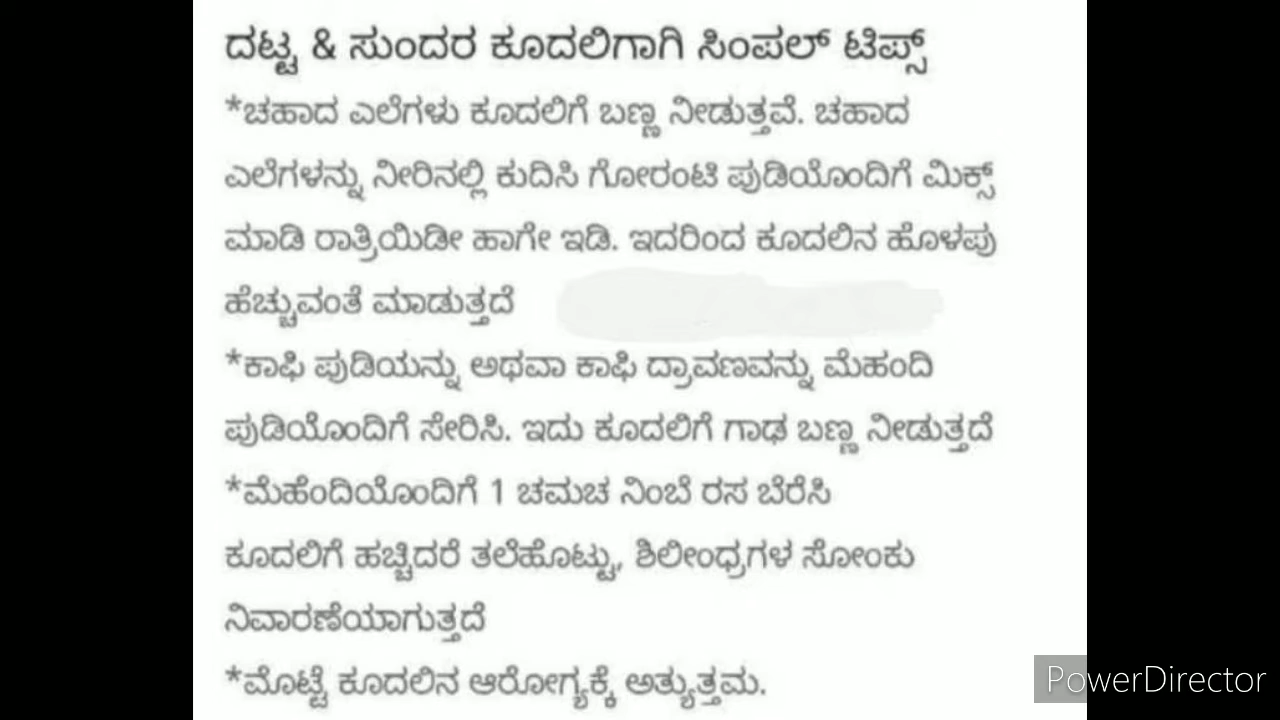 ದಟ್ಟ & ಸುಂದರ ಕೂದಲಿಗಾಗಿ ಸಿಂಪಲ್ ಟಿಪ್ಸ್
*ಚಹಾದ ಎಲೆಗಳು ಕೂದಲಿಗೆ ಬಣ್ಣ ನೀಡುತ್ತವೆ. ಚಹಾದ
ಎಲೆಗಳನ್ನು ನೀರಿನಲ್ಲಿ ಕುದಿಸಿ ಗೋರಂಟಿ ಪುಡಿಯೊಂದಿಗೆ ಮಿಕ್ಸ್
ಮಾಡಿ ರಾತ್ರಿಯಿಡೀ ಹಾಗೇ ಇಡಿ. ಇದರಿಂದ ಕೂದಲಿನ ಹೊಳಪು
ಹೆಚ್ಚುವಂತೆ ಮಾಡುತ್ತದೆ
*ಕಾಫಿ ಪುಡಿಯನ್ನು ಅಥವಾ ಕಾಫಿ ದ್ರಾವಣವನ್ನು ಮೆಹಂದಿ
ಪುಡಿಯೊಂದಿಗೆ ಸೇರಿಸಿ. ಇದು ಕೂದಲಿಗೆ ಗಾಢ ಬಣ್ಣ ನೀಡುತ್ತದೆ
*ಮೆಹೆಂದಿಯೊಂದಿಗೆ 1 ಚಮಚ ನಿಂಬೆ ರಸ ಬೆರೆಸಿ
ಕೂದಲಿಗೆ ಹಚ್ಚಿದರೆ ತಲೆಹೊಟ್ಟು, ಶಿಲೀಂಧ್ರಗಳ ಸೋಂಕು
ನಿವಾರಣೆಯಾಗುತ್ತದೆ
*ಮೊಟ್ಟೆ ಕೂದಲಿನ ಆರೋಗ್ಯಕ್ಕೆ ಅತ್ಯುತ್ತಮ.
PowerDirector